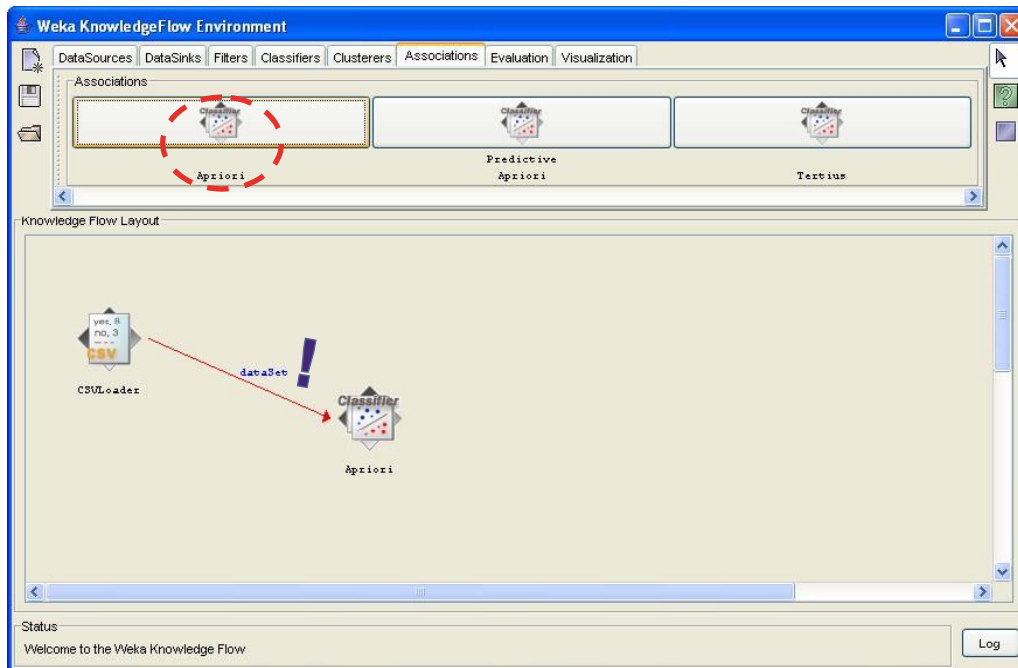 Weka KnowledgeFlow Environment
DataSources DataSinks Filters Classifiers Clusterers Associations Evaluation Visualization
Associations
Classifier Classifier Classifier
Apriori
Predictive
Apriori
Tertius
Knowledge Flow Layout
yes, 8
no, 3
CSV
CSVLoader
dataSet
!
Classifier
Apriori
Status
Welcome to the Weka Knowledge Flow
Log